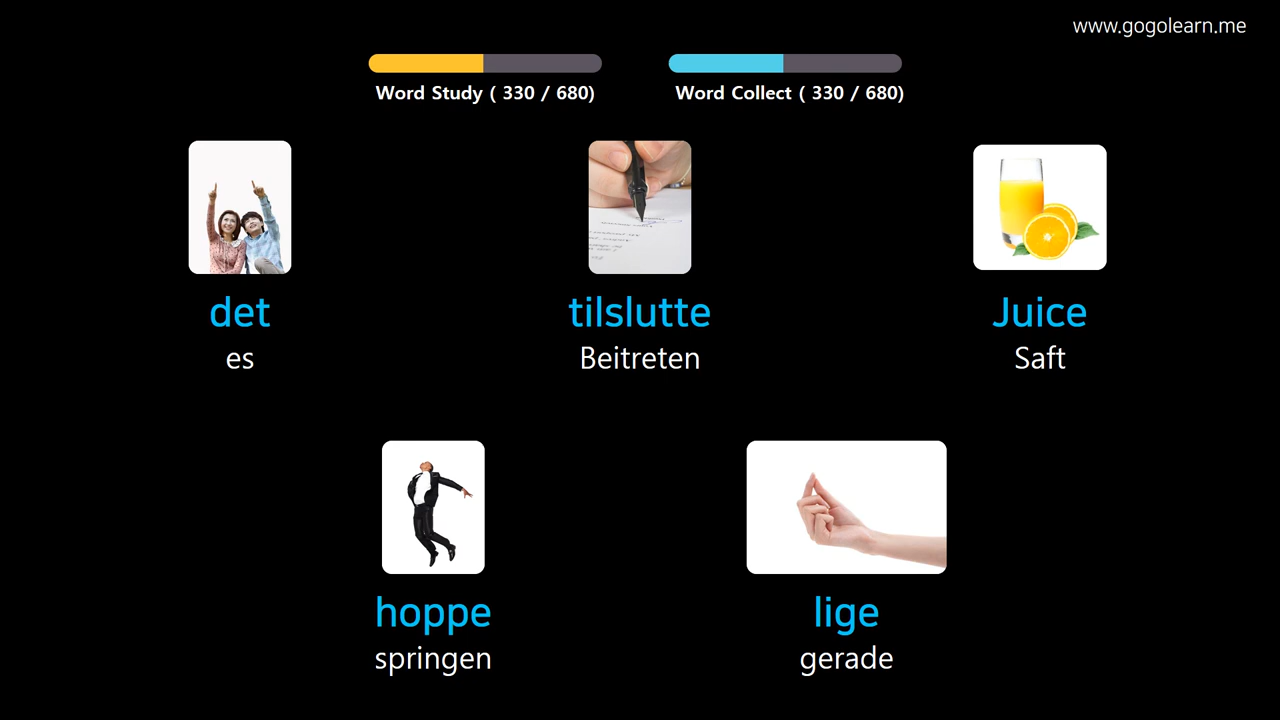 www.gogolearn.me
Word Study ( 330 / 680)
Word Collect ( 330 / 680)
det
es
tilslutte
Beitreten
Juice
Saft
hoppe
springen
lige
gerade